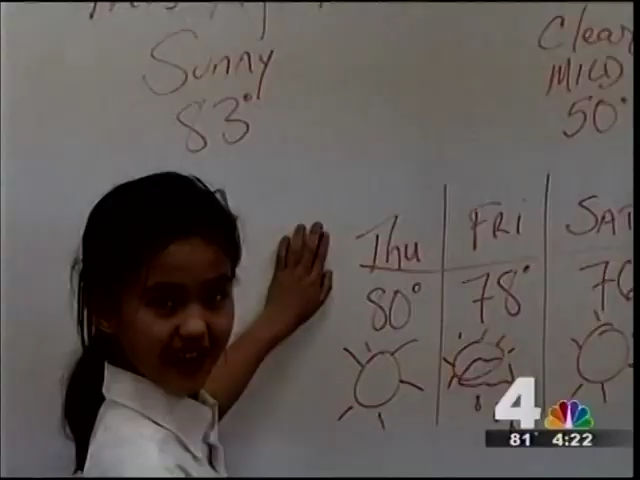 Sunny
83°
Clear
MILD
50°
Thu
FRI
SAT
80°
78°
4
81° 4:22